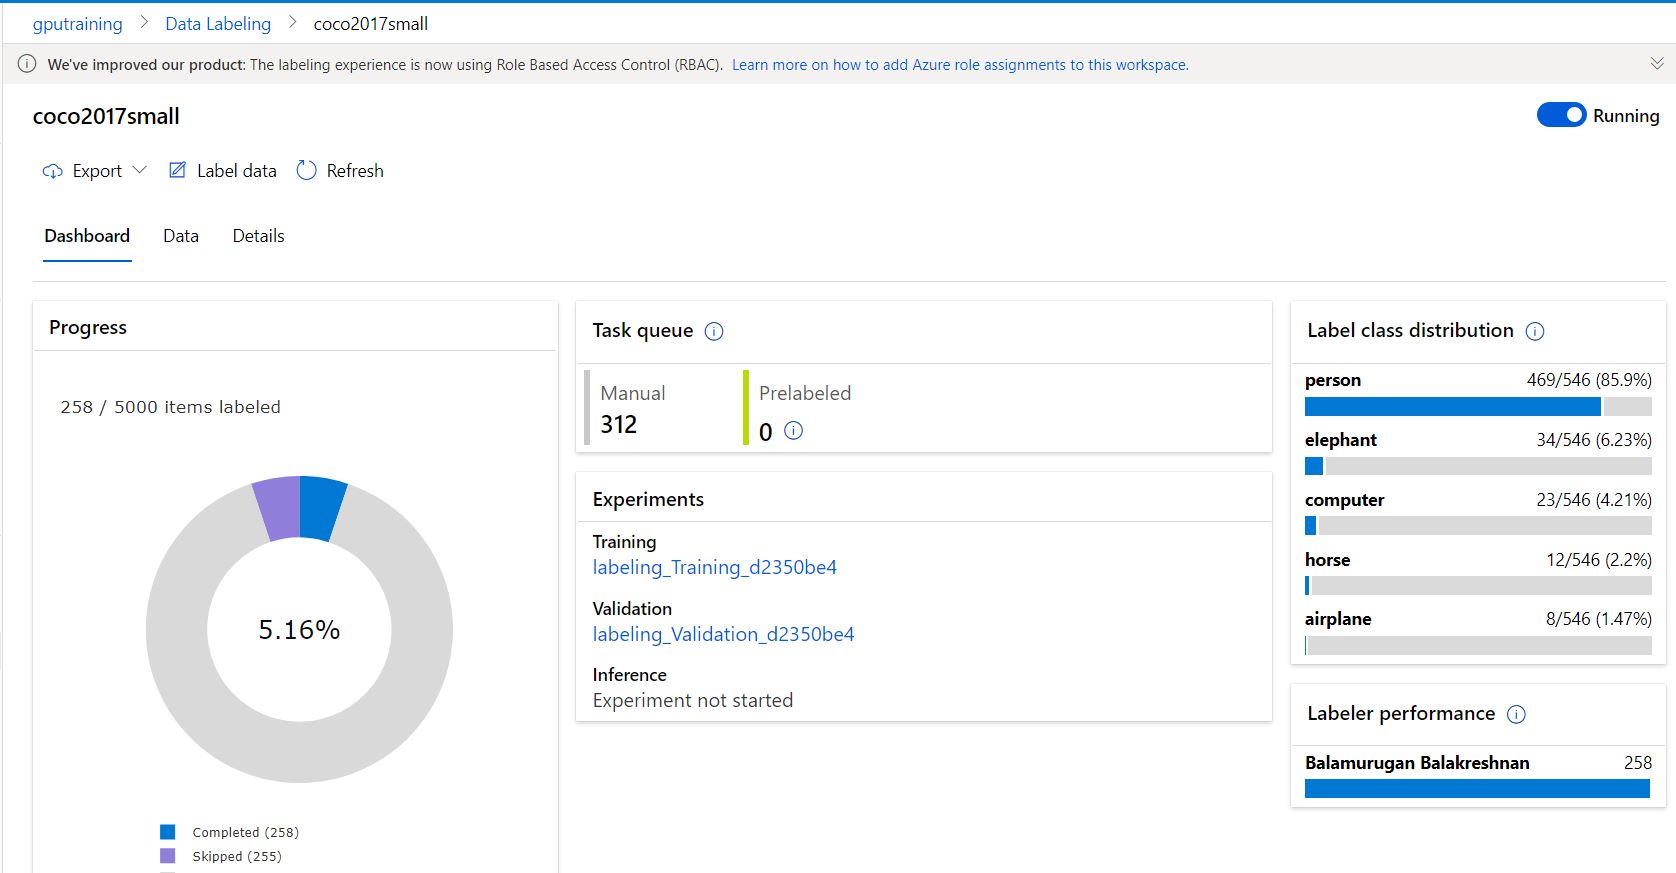 gputraining > Data Labeling > coco2017small
We've improved our product: The labeling experience is now using Role Based Access Control (RBAC). Learn more on how to add Azure role assignments to this workspace.
coco2017small
Running
Export Label data Refresh
Dashboard Data Details
Progress
258 / 5000 items labeled
5.16%
Completed (258)
Skipped (255)
Task queue
Manual
312
Prelabeled
0
Experiments
Training
labeling_Training_d2350be4
Validation
labeling_Validation_d2350be4
Inference
Experiment not started
Label class distribution
person 469/546 (85.9%)
elephant 34/546 (6.23%)
computer 23/546 (4.21%)
horse 12/546 (2.2%)
airplane 8/546 (1.47%)
Labeler performance
Balamurugan Balakreshnan 258